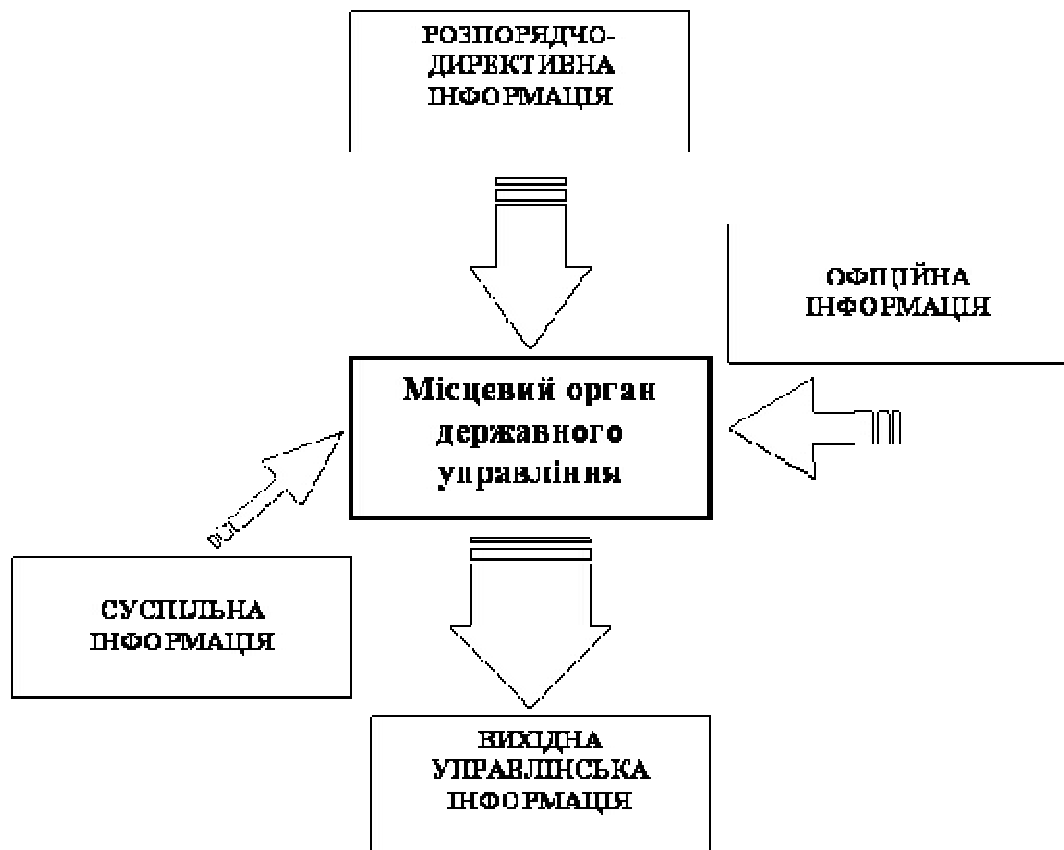 РОЗПОРЯДЧО-
ДИРЕКТИВНА
ІНФОРМАЦІЯ
ОФІЦІЙНА
ІНФОРМАЦІЯ
Місцевий орган
державного
управління
СУСПІЛЬНА
ІНФОРМАЦІЯ
ВИХІДНА
УПРАВЛІНСЬКА
ІНФОРМАЦІЯ